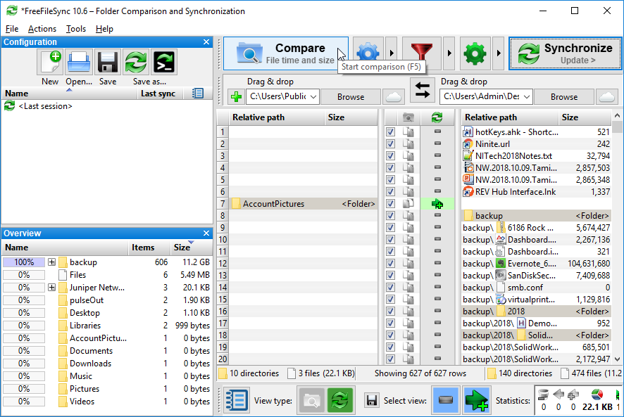 *FreeFileSync 10.6 – Folder Comparison and Synchronization
File Actions Tools Help
Configuration
New Open... Save Save as...
Name Last sync
<Last session>
Compare
File time and size
Start comparison (F5)
Synchronize
Update >
Drag & drop
C:\Users\Public Browse
Drag & drop
C:\Users\Admin\Des Browse
Relative path Size
Relative path Size
1 hotKeys.ahk - Shortc... 521
2 Ninite.url 242
3 NITech2018Notes.txt 32,794
4 NW.2018.10.09.Tami... 2,857,503
5 NW.2018.10.09.Tami... 2,865,348
6 REV Hub Interface.lnk 1,337
7 AccountPictures <Folder>
8 backup <Folder>
9 backup\ 6186 Rock ... 5,674,427
10 backup\ Dashboard.... 2,267,136
11 backup\ Dashboard.i... 321
12 backup\ Evernote_6.... 104,631,680
13 backup\ SanDiskSec... 7,409,688
14 backup\ smb.conf 0
15 backup\ virtualprint... 1,129,816
16 backup\ 2018 <Folder>
17 backup\2018\ Demo... 952
18 backup\2018\ Solid... <Folder>
19 backup\2018\SolidWork... 685,501
20 backup\2018\SolidWork... 2,172,947
Overview
Name Items Size
100% backup 606 11.2 GB
0% Files 6 5.49 MB
0% Juniper Netw... 3 20.1 KB
0% pulseOut 2 1.90 KB
0% Desktop 2 1.10 KB
0% Libraries 2 999 bytes
0% AccountPictu... 1 0 bytes
0% Documents 1 0 bytes
0% Downloads 1 0 bytes
0% Music 1 0 bytes
0% Pictures 1 0 bytes
0% Videos 1 0 bytes
10 directories 3 files (22.1 KB) Showing 627 of 627 rows 140 directories 474 files (11.2
View type: Select view: Statistics: 0 0 0 22.1 KB